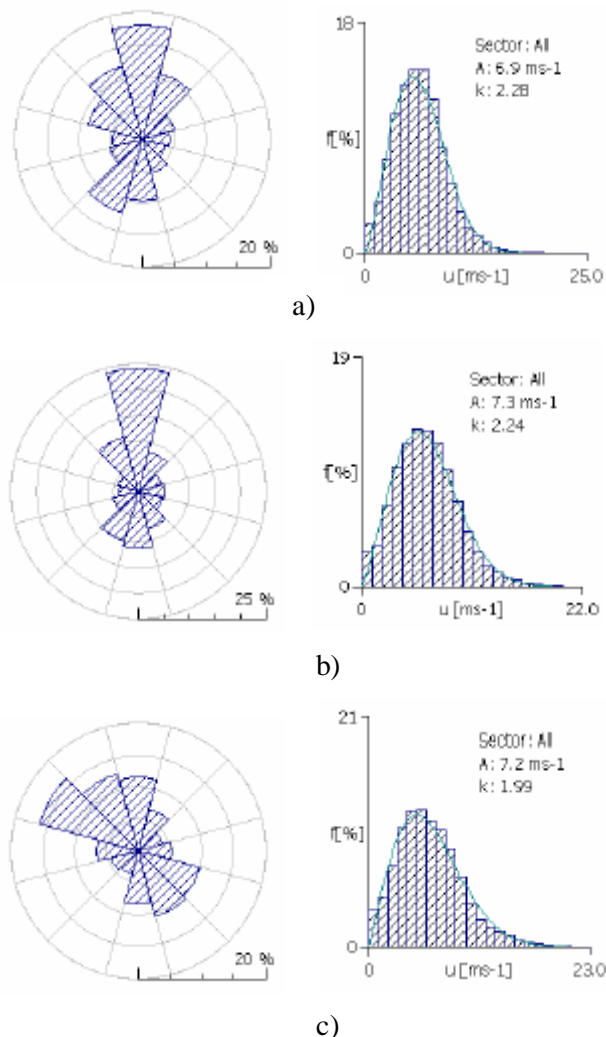 18
Sector: All
A: 6.9 ms-1
k: 2.28
f[%]
20 %
0
0
u [ms-1]
25.0
a)
19
Sector: All
A: 7.3 ms-1
k: 2.24
f[%]
25 %
0
0
u [ms-1]
22.0
b)
21
Sector: All
A: 7.2 ms-1
k: 1.99
f[%]
20 %
0
0
u [ms-1]
23.0
c)